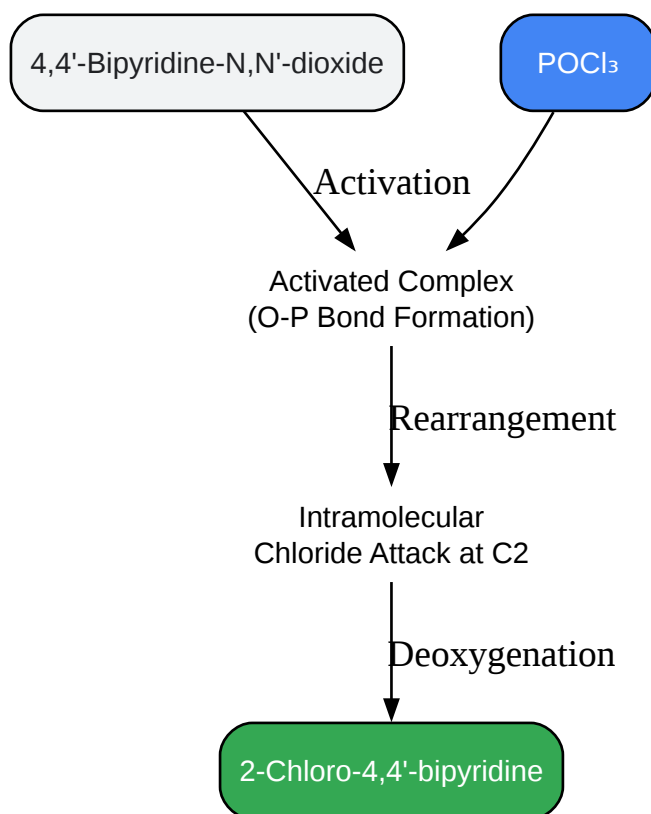 4,4'-Bipyridine-N,N'-dioxide
POCl₃
Activation
Activated Complex
(O-P Bond Formation)
Rearrangement
Intramolecular
Chloride Attack at C2
Deoxygenation
2-Chloro-4,4'-bipyridine